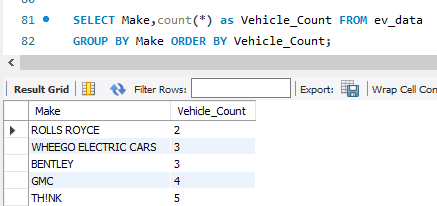 81 SELECT Make,count(*) as Vehicle_Count FROM ev_data
82 GROUP BY Make ORDER BY Vehicle_Count;
Result Grid Filter Rows: Export: Wrap Cell Con
Make Vehicle_Count
ROLLS ROYCE 2
WHEEGO ELECTRIC CARS 3
BENTLEY 3
GMC 4
TH!NK 5